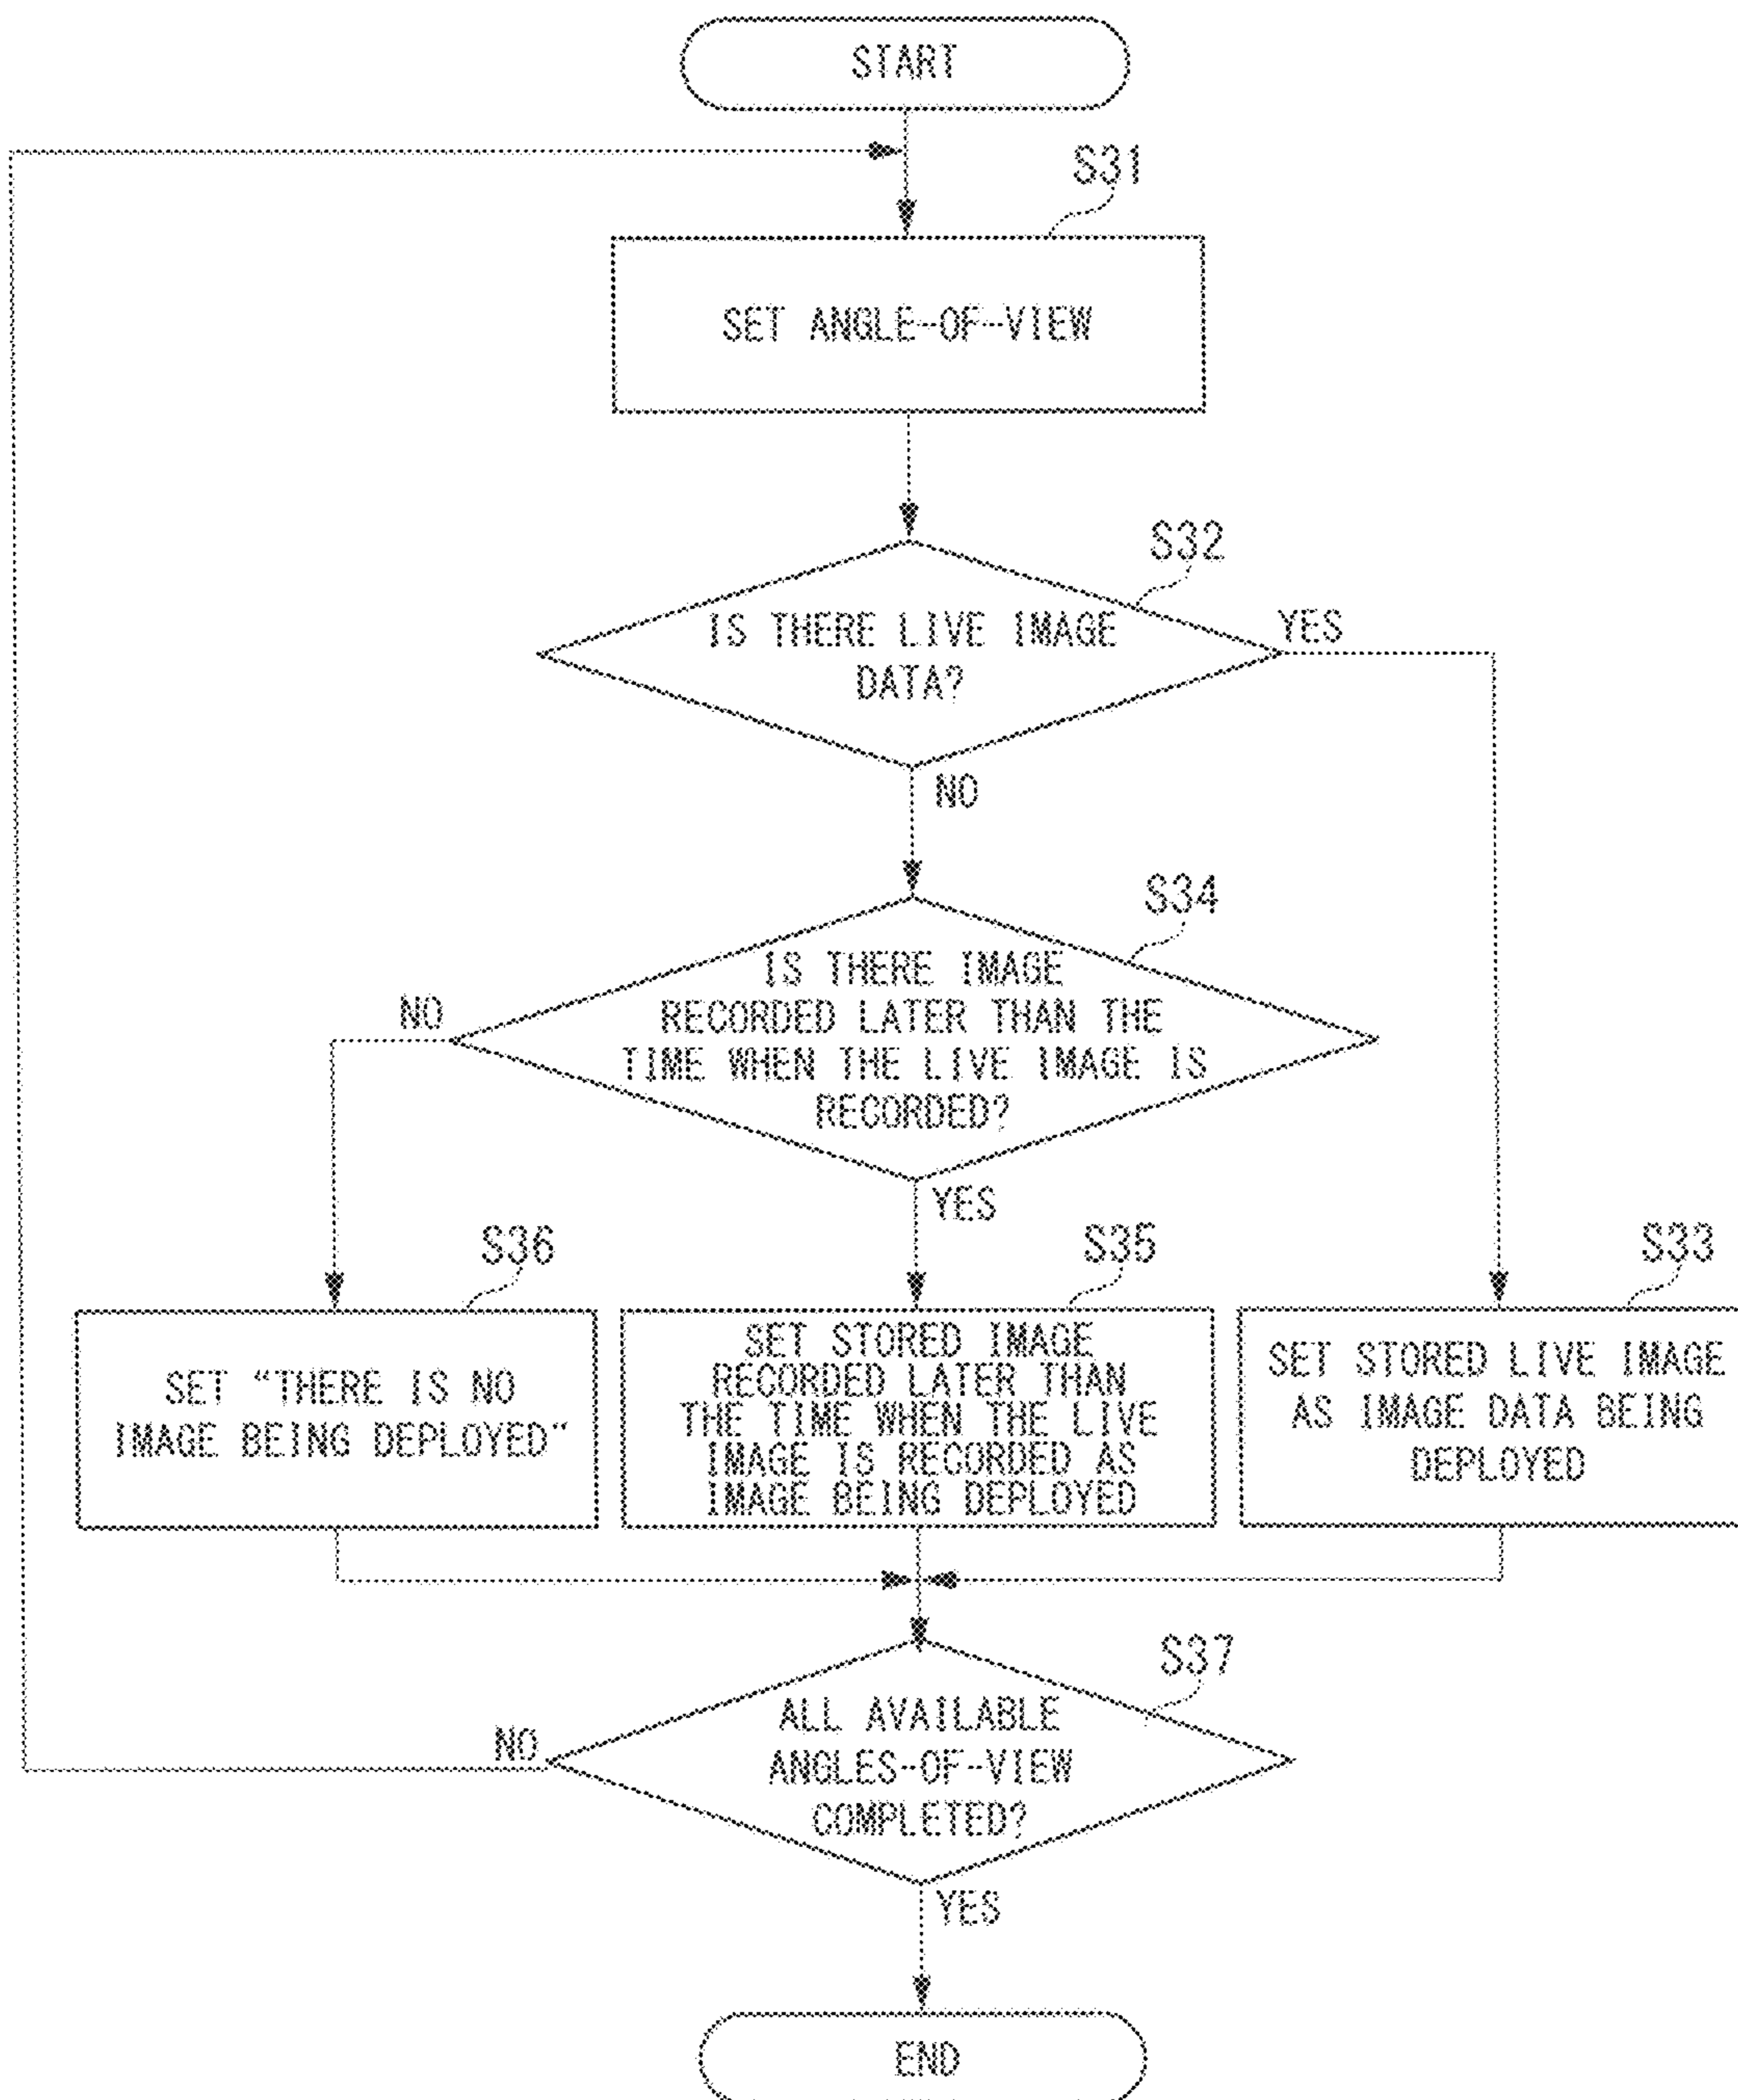 START
S31
SET ANGLE-OF-VIEW
S32
IS THERE LIVE IMAGE
DATA?
YES
NO
S34
IS THERE IMAGE
RECORDED LATER THAN THE
TIME WHEN THE LIVE IMAGE IS
RECORDED?
NO
YES
S36
SET “THERE IS NO
IMAGE BEING DEPLOYED“
S35
SET STORED IMAGE
RECORDED LATER THAN
THE TIME WHEN THE LIVE
IMAGE IS RECORDED AS
IMAGE BEING DEPLOYED
S33
SET STORED LIVE IMAGE
AS IMAGE DATA BEING
DEPLOYED
S37
ALL AVAILABLE
ANGLES-OF-VIEW
COMPLETED?
NO
YES
END